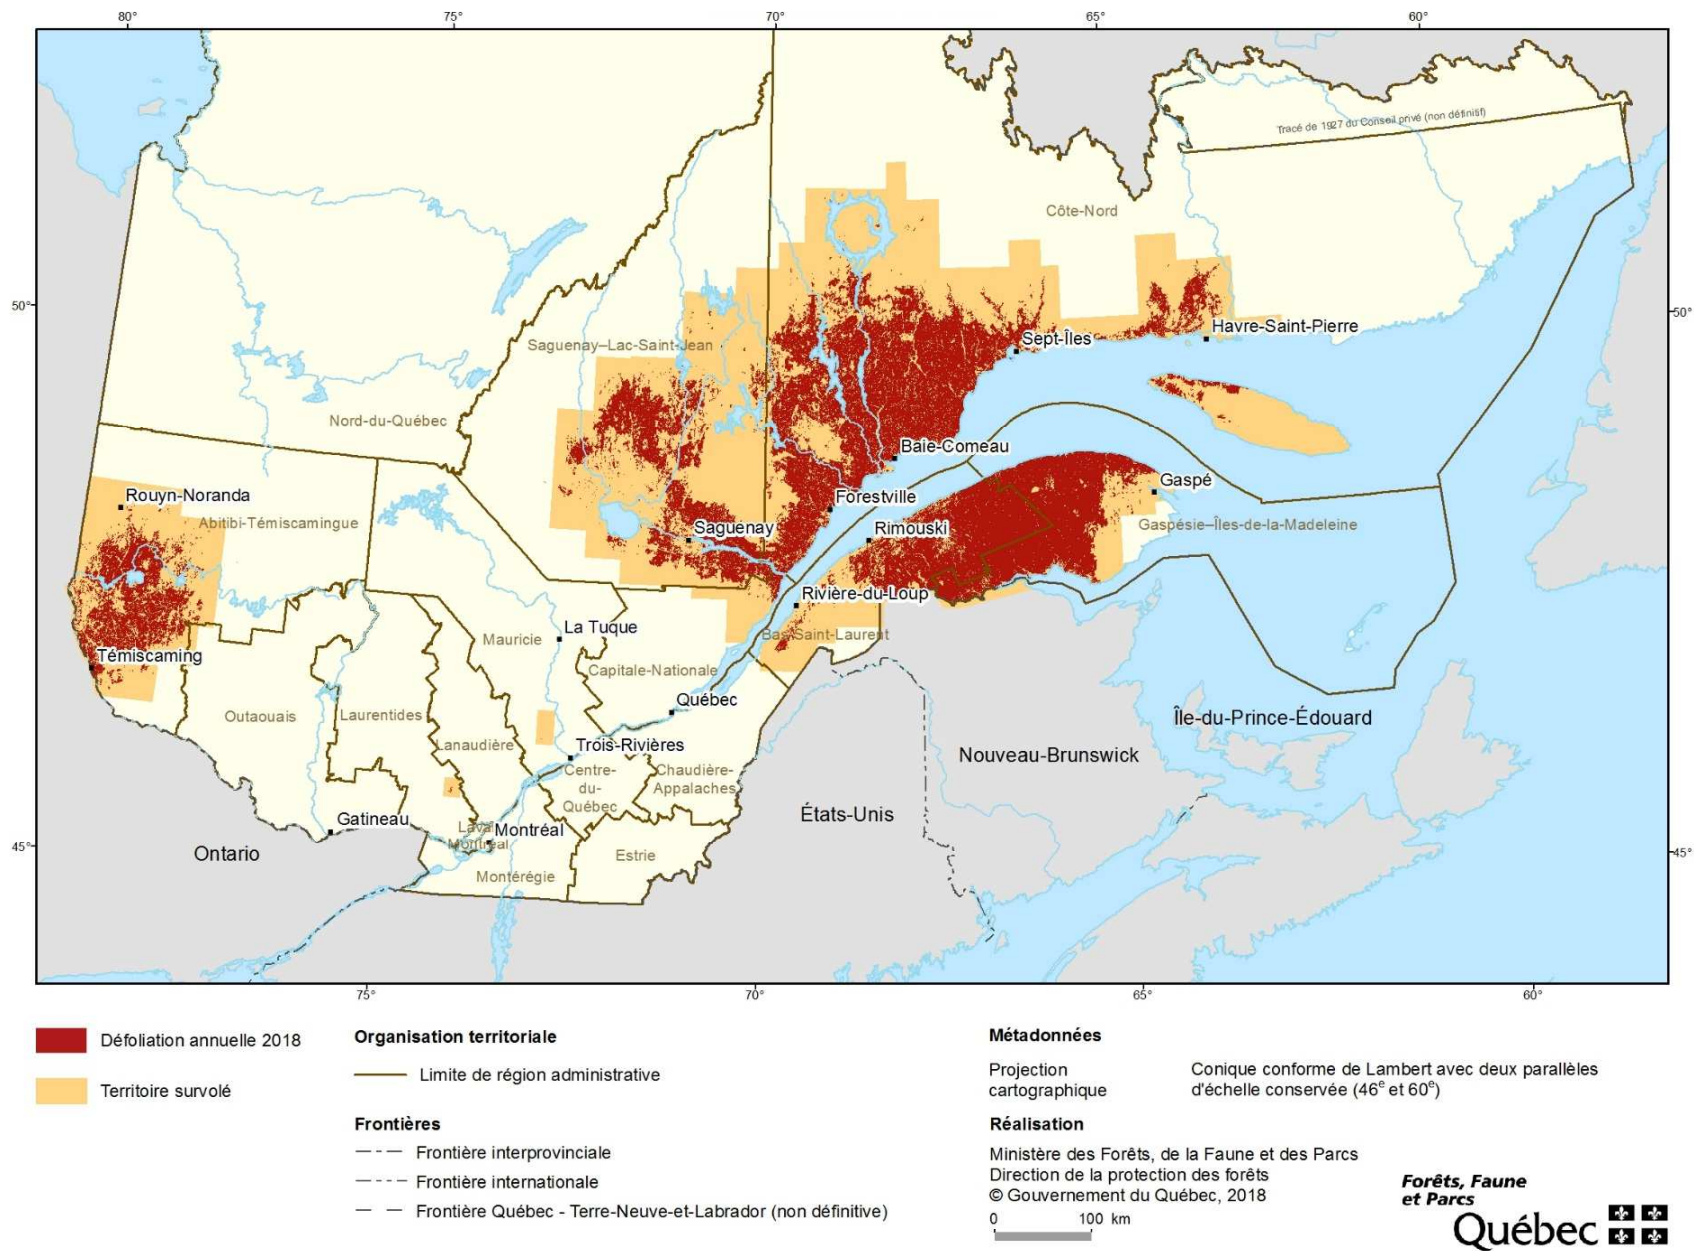 80°
75°
70°
65°
60°
Tracé de 1927 du Conseil privé (non définitif)
Côte-Nord
50°
50°
Havre-Saint-Pierre
Sept-Îles
Saguenay–Lac-Saint-Jean
Nord-du-Québec
Baie-Comeau
Gaspé
Rouyn-Noranda
Forestville
Abitibi-Témiscamingue
Saguenay
Rimouski
Gaspésie–Îles-de-la-Madeleine
Rivière-du-Loup
La Tuque
Mauricie
Bas-Saint-Laurent
Témiscaming
Capitale-Nationale
Québec
Outaouais
Laurentides
Île-du-Prince-Édouard
Lanaudière
Trois-Rivières
Nouveau-Brunswick
Centre-
du-
Québec
Chaudière-
Appalaches
États-Unis
Gatineau
Laval
Montréal
Montréal
45°
45°
Ontario
Estrie
Montérégie
75°
70°
65°
60°
Défoliation annuelle 2018
Territoire survolé
Organisation territoriale
Limite de région administrative
Frontières
Frontière interprovinciale
Frontière internationale
Frontière Québec - Terre-Neuve-et-Labrador (non définitive)
Métadonnées
Projection
cartographique
Conique conforme de Lambert avec deux parallèles
d'échelle conservée (46e et 60e)
Réalisation
Ministère des Forêts, de la Faune et des Parcs
Direction de la protection des forêts
© Gouvernement du Québec, 2018
0 100 km
Forêts, Faune
et Parcs
Québec